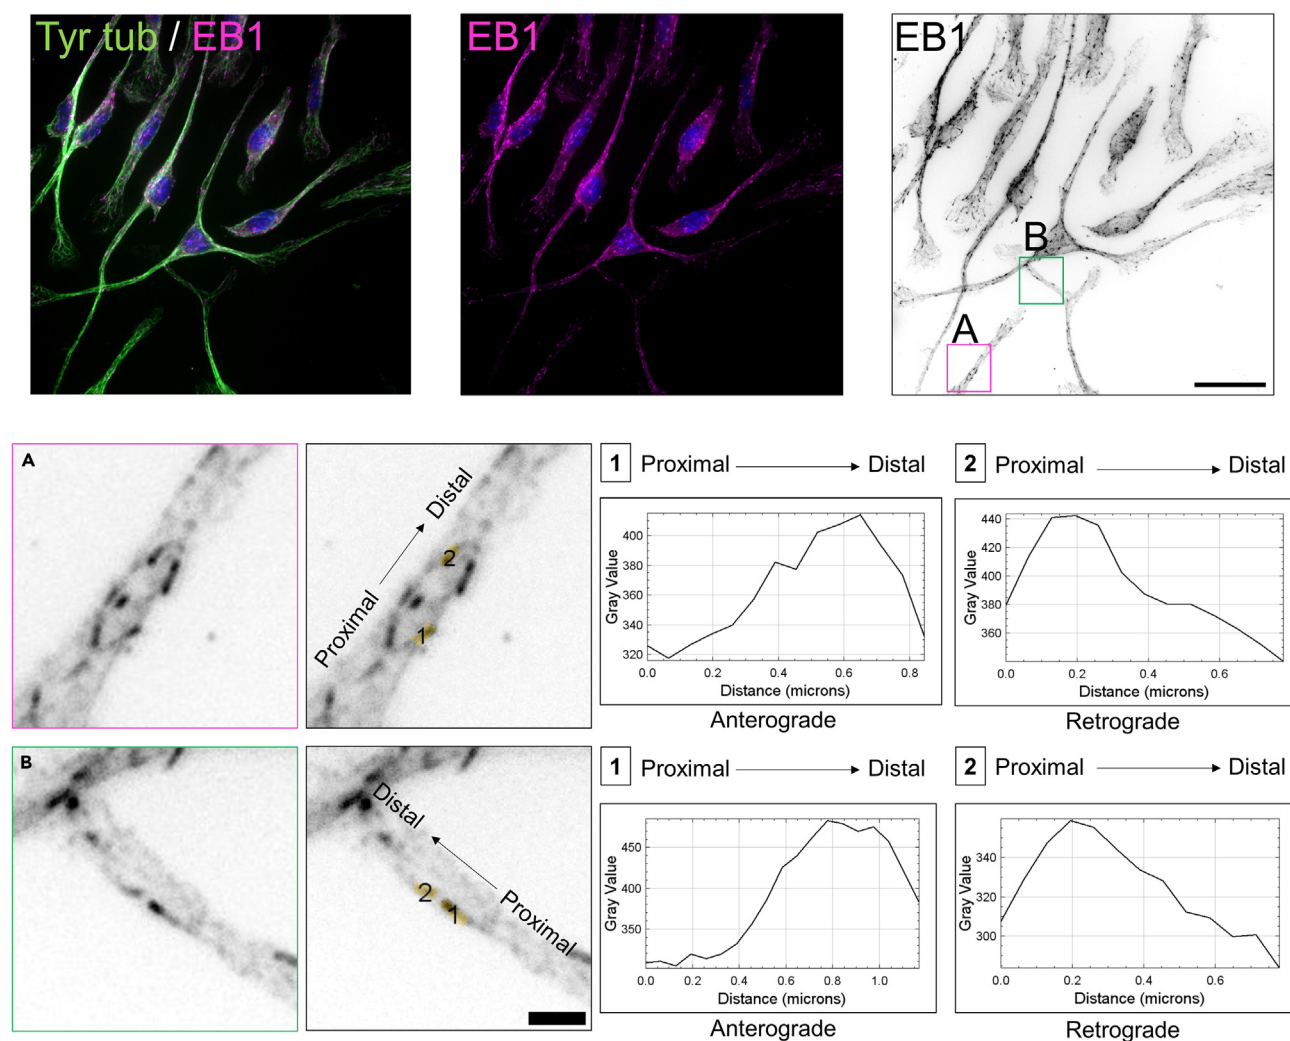 Tyr tub / EB1
EB1
EB1
B
A
A
Proximal
Distal
2
1
1 Proximal Distal
400
380
360
340
320
Gray Value
0.0 0.2 0.4 0.6 0.8
Distance (microns)
Anterograde
2 Proximal Distal
440
420
400
380
360
Gray Value
0.0 0.2 0.4 0.6
Distance (microns)
Retrograde
B
Distal
Proximal
2
1
1 Proximal Distal
450
400
350
Gray Value
0.0 0.2 0.4 0.6 0.8 1.0
Distance (microns)
Anterograde
2 Proximal Distal
340
320
300
Gray Value
0.0 0.2 0.4 0.6
Distance (microns)
Retrograde